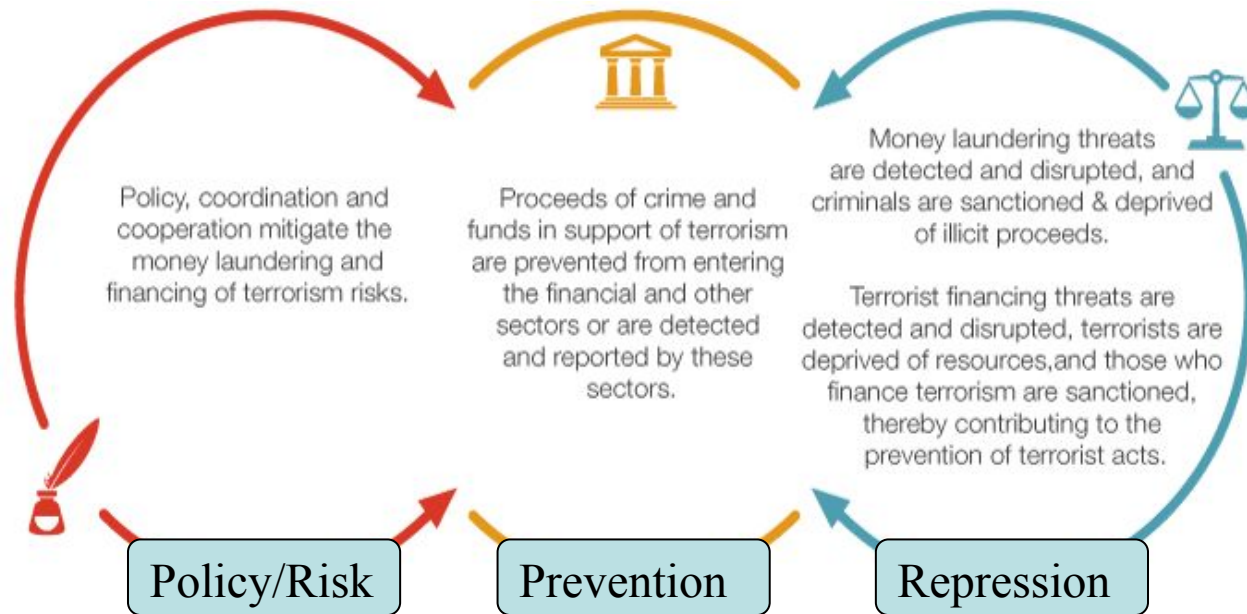 Policy, coordination and
cooperation mitigate the
money laundering and
financing of terrorism risks.
Proceeds of crime and
funds in support of terrorism
are prevented from entering
the financial and other
sectors or are detected
and reported by these
sectors.
Money laundering threats
are detected and disrupted, and
criminals are sanctioned & deprived
of illicit proceeds.
Terrorist financing threats are
detected and disrupted, terrorists are
deprived of resources,and those who
finance terrorism are sanctioned,
thereby contributing to the
prevention of terrorist acts.
Policy/Risk
Prevention
Repression